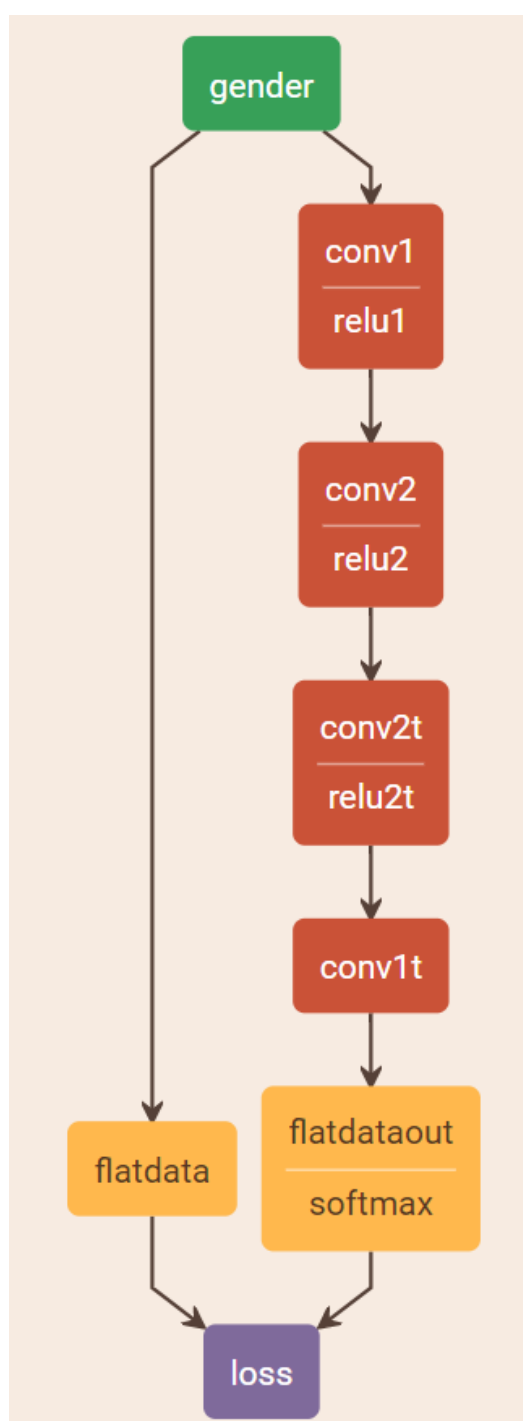 gender
conv1
relu1
conv2
relu2
conv2t
relu2t
conv1t
flatdata
flatdataout
softmax
loss